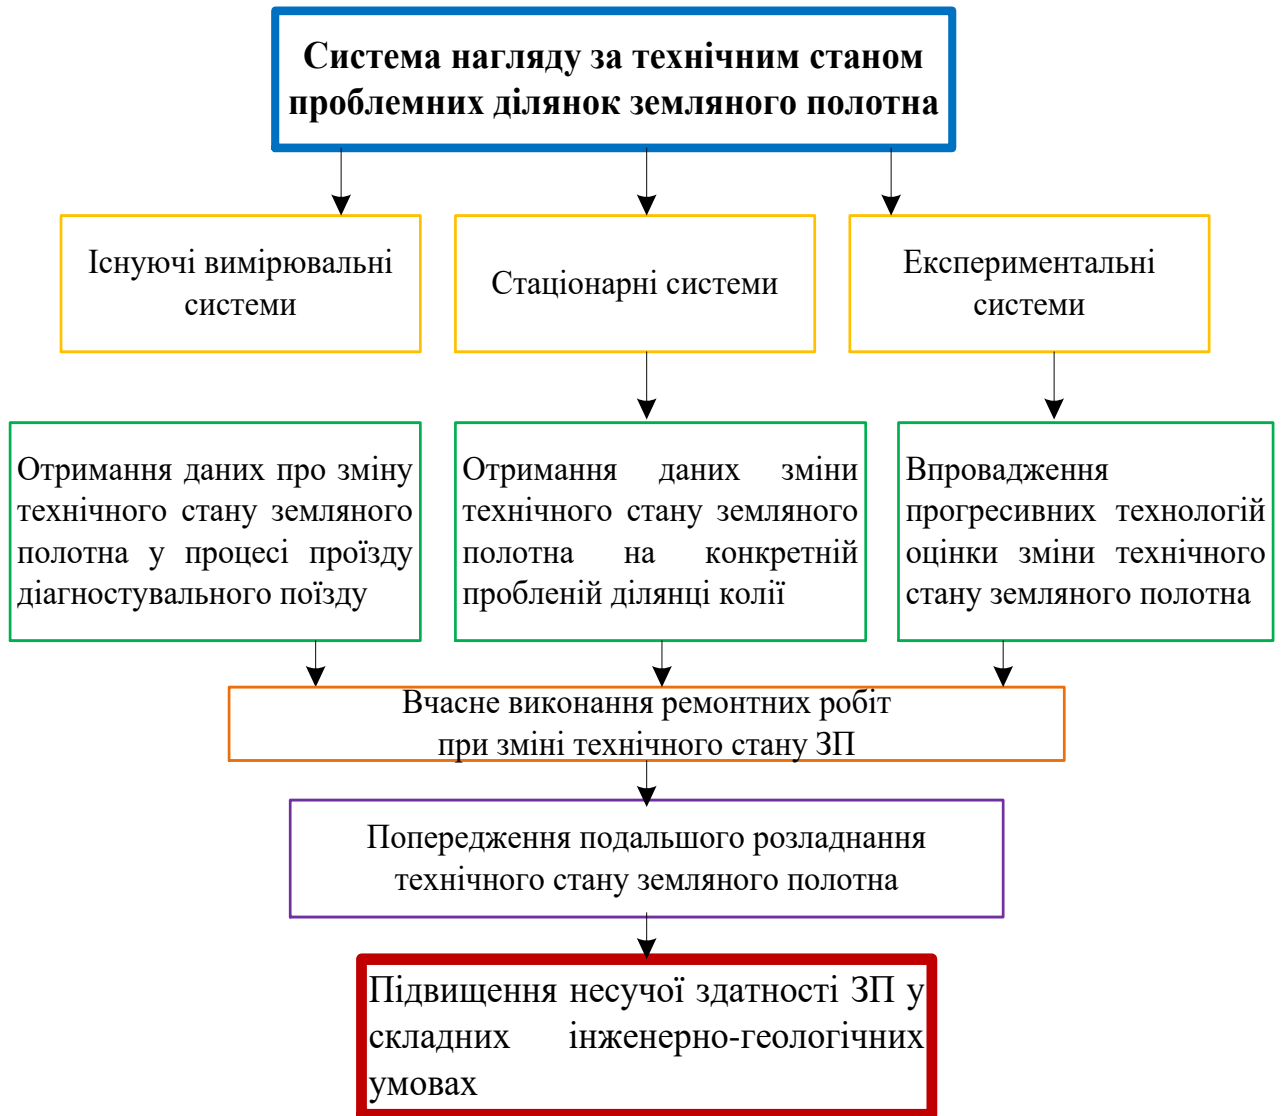 Система нагляду за технічним станом
проблемних ділянок земляного полотна
Існуючі вимірювальні
системи
Стаціонарні системи
Експериментальні
системи
Отримання даних про зміну
технічного стану земляного
полотна у процесі проїзду
діагностувального поїзду
Отримання даних зміни
технічного стану земляного
полотна на конкретній
пробленій ділянці колії
Впровадження
прогресивних технологій
оцінки зміни технічного
стану земляного полотна
Вчасне виконання ремонтних робіт
при зміні технічного стану ЗП
Попередження подальшого розладнання
технічного стану земляного полотна
Підвищення несучої здатності ЗП у
складних інженерно-геологічних
умовах